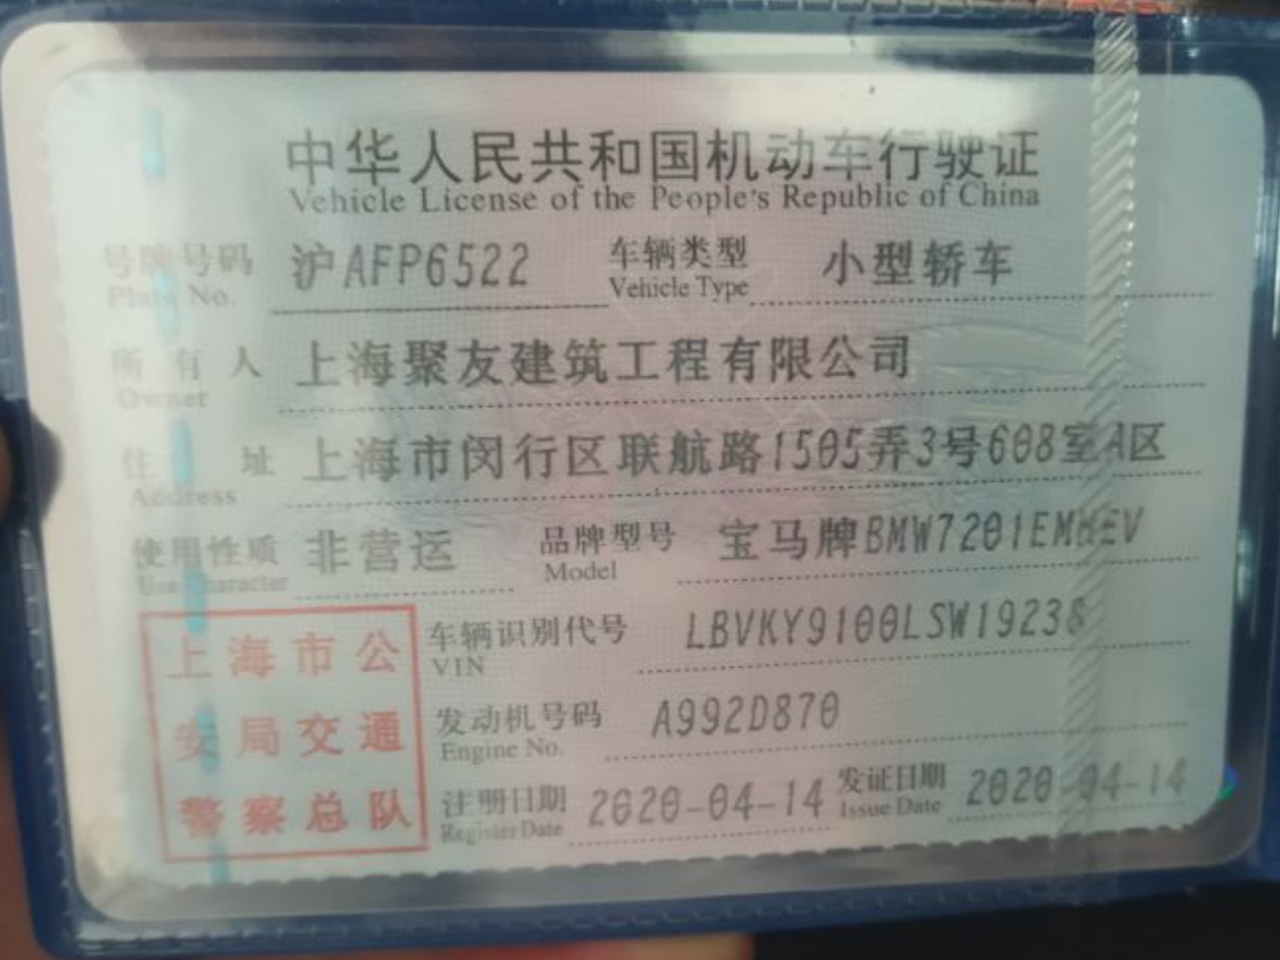 中华人民共和国机动车行驶证
Vehicle License of the People's Republic of China
号牌号码 沪AFP6522 车辆类型 小型轿车
Plate No. Vehicle Type
所有人 上海聚友建筑工程有限公司
Owner
住址 上海市闵行区联航路1505弄3号608室A区
Address
使用性质 非营运 品牌型号 宝马牌BMW7201EMHEV
Use Character Model
上海市公
安局交通
警察总队
车辆识别代号 LBVKY9100LSW19238
VIN
发动机号码 A992D870
Engine No.
注册日期 2020-04-14 发证日期 2020-04-14
Register Date Issue Date